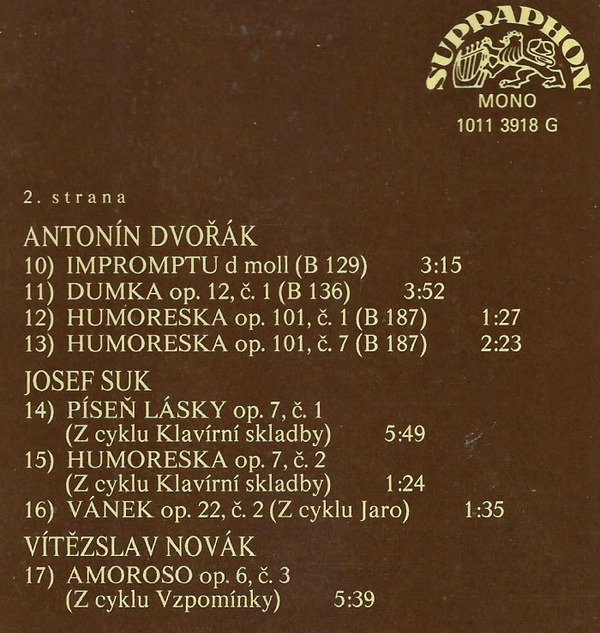 SUPRAPHON
MONO
1011 3918 G
2. strana
ANTONÍN DVOŘÁK
10) IMPROMPTU d moll (B 129) 3:15
11) DUMKA op. 12, č. 1 (B 136) 3:52
12) HUMORESKA op. 101, č. 1 (B 187) 1:27
13) HUMORESKA op. 101, č. 7 (B 187) 2:23
JOSEF SUK
14) PÍSEŇ LÁSKY op. 7, č. 1
(Z cyklu Klavírní skladby) 5:49
15) HUMORESKA op. 7, č. 2
(Z cyklu Klavírní skladby) 1:24
16) VÁNEK op. 22, č. 2 (Z cyklu Jaro) 1:35
VÍTĚZSLAV NOVÁK
17) AMOROSO op. 6, č. 3
(Z cyklu Vzpomínky) 5:39